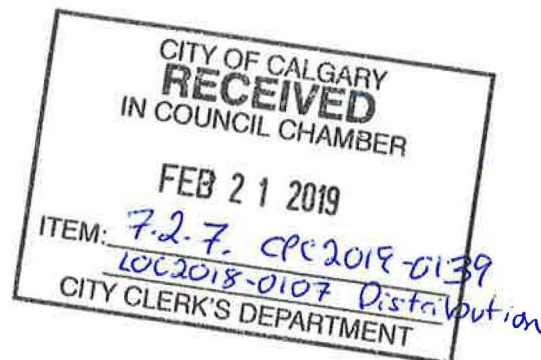 CITY OF CALGARY
RECEIVED
IN COUNCIL CHAMBER
FEB 21 2019
ITEM: 7.2.7. CPC2019-0139
LOC2018-0107 Distribution
CITY CLERK'S DEPARTMENT